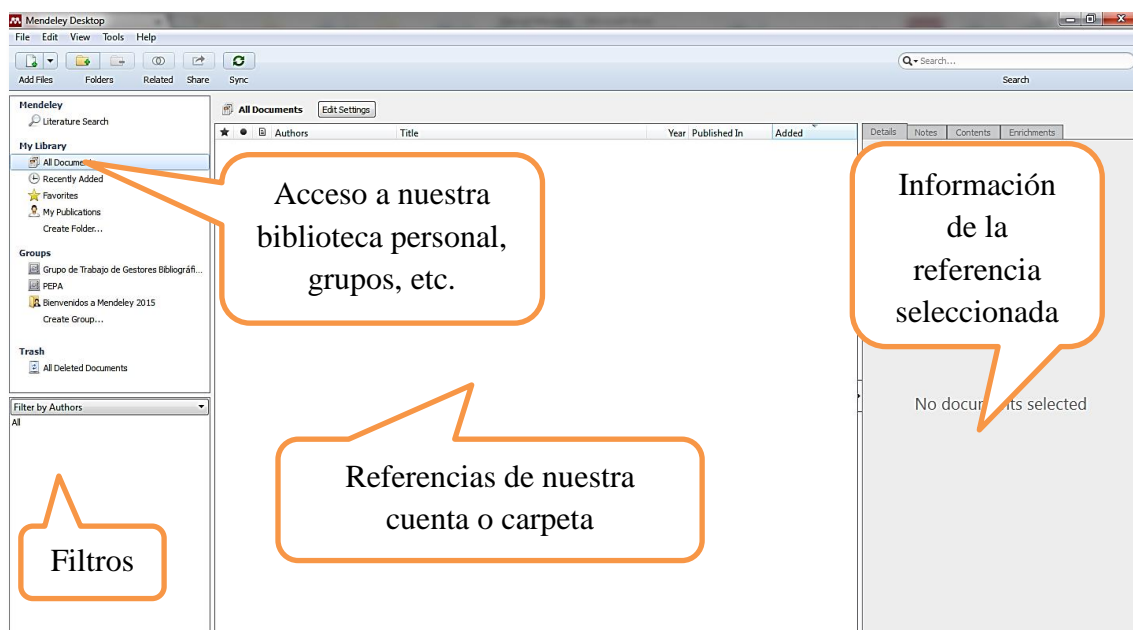 Mendeley Desktop
File Edit View Tools Help
Search...
Add Files Folders Related Share Sync Search
Mendeley
Literature Search
My Library
All Document
Recently Added
Favorites
My Publications
Create Folder...
Groups
Grupo de Trabajo de Gestores Bibliográfi...
PEPA
Bienvenidos a Mendeley 2015
Create Group...
Trash
All Deleted Documents
Filter by Authors
All
Filtros
All Documents Edit Settings
Authors Title Year Published In Added
Acceso a nuestra
biblioteca personal,
grupos, etc.
Referencias de nuestra
cuenta o carpeta
Details Notes Contents Enrichments
Información
de la
referencia
seleccionada
No docum ts selected